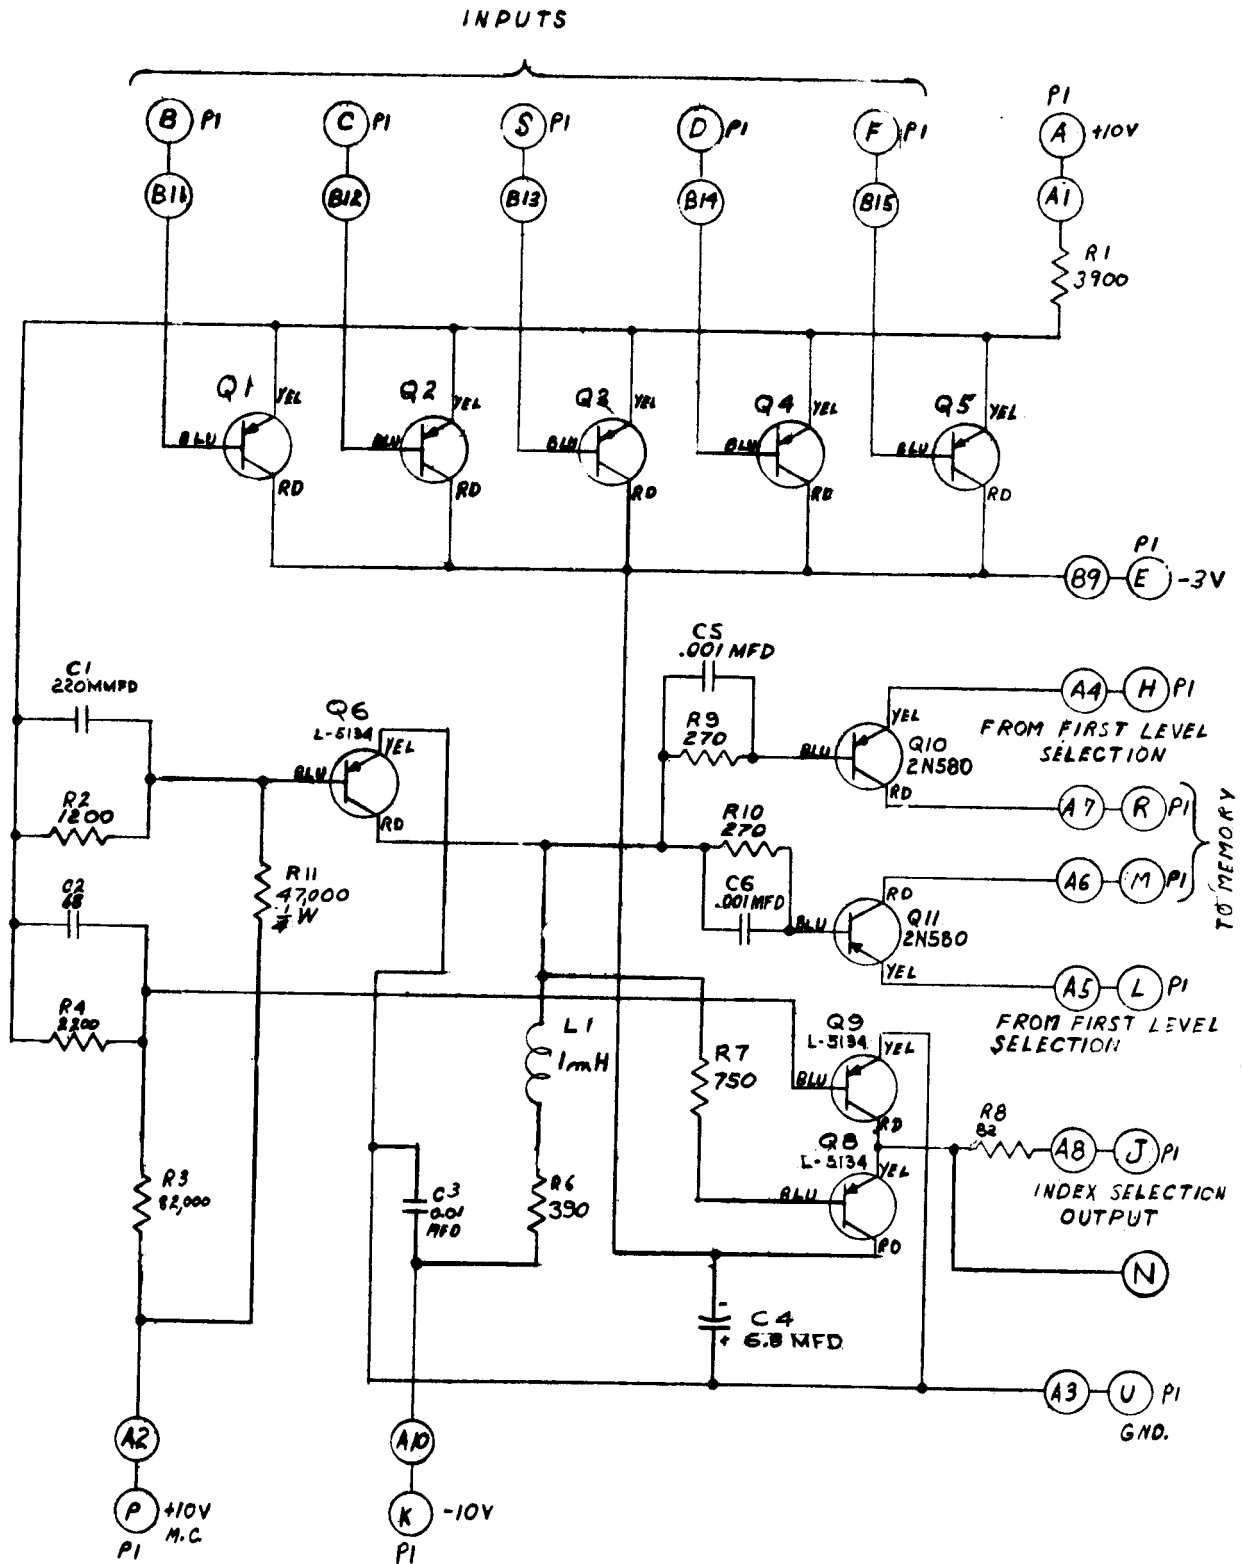 INPUTS
B P1
C P1
S P1
D P1
F P1
P1
A +10V
B11
B12
B13
B14
B15
A1
R1
3900
Q1
YEL
BLU
RD
Q2
YEL
BLU
RD
Q3
YEL
BLU
RD
Q4
YEL
BLU
RD
Q5
YEL
BLU
RD
P1
B9 E -3V
C1
220MMFD
R2
1200
C2
68
R4
2200
Q6
L-5134
YEL
BLU
RD
R11
47,000
W
C5
.001 MFD
R9
270
BLU
YEL
Q10
2N580
RD
A4 H P1
FROM FIRST LEVEL
SELECTION
A7 R P1
R10
270
C6
.001 MFD
BLU
RD
Q11
2N580
YEL
A6 M P1
TO MEMORY
A5 L P1
FROM FIRST LEVEL
SELECTION
L1
1mH
R7
750
Q9
L-5134
YEL
BLU
RD
Q8
L-5134
YEL
BLU
RD
R8
82
A8 J P1
INDEX SELECTION
OUTPUT
N
R3
82,000
C3
0.01
MFD
R6
390
-
C4
+ 6.8 MFD
A3 U P1
GND.
A2
P +10V
M.C.
P1
A10
K -10V
P1